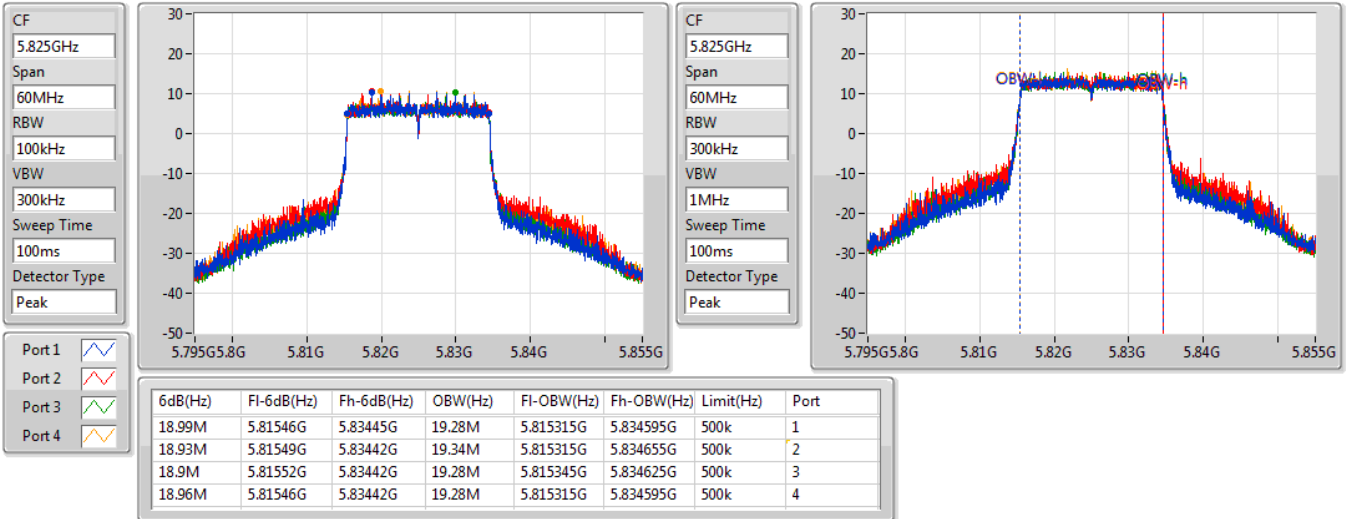 CF
5.825GHz
Span
60MHz
RBW
100kHz
VBW
300kHz
Sweep Time
100ms
Detector Type
Peak
30
20
10
0
-10
-20
-30
-40
-50
5.795G 5.8G 5.81G 5.82G 5.83G 5.84G 5.855G
CF
5.825GHz
Span
60MHz
RBW
300kHz
VBW
1MHz
Sweep Time
100ms
Detector Type
Peak
30
20
10
0
-10
-20
-30
-40
-50
OBW-h
5.795G 5.8G 5.81G 5.82G 5.83G 5.84G 5.855G
Port 1
Port 2
Port 3
Port 4
6dB(Hz) Fl-6dB(Hz) Fh-6dB(Hz) OBW(Hz) Fl-OBW(Hz) Fh-OBW(Hz) Limit(Hz) Port
18.99M 5.81546G 5.83445G 19.28M 5.815315G 5.834595G 500k 1
18.93M 5.81549G 5.83442G 19.34M 5.815315G 5.834655G 500k 2
18.9M 5.81552G 5.83442G 19.28M 5.815345G 5.834625G 500k 3
18.96M 5.81546G 5.83442G 19.28M 5.815315G 5.834595G 500k 4